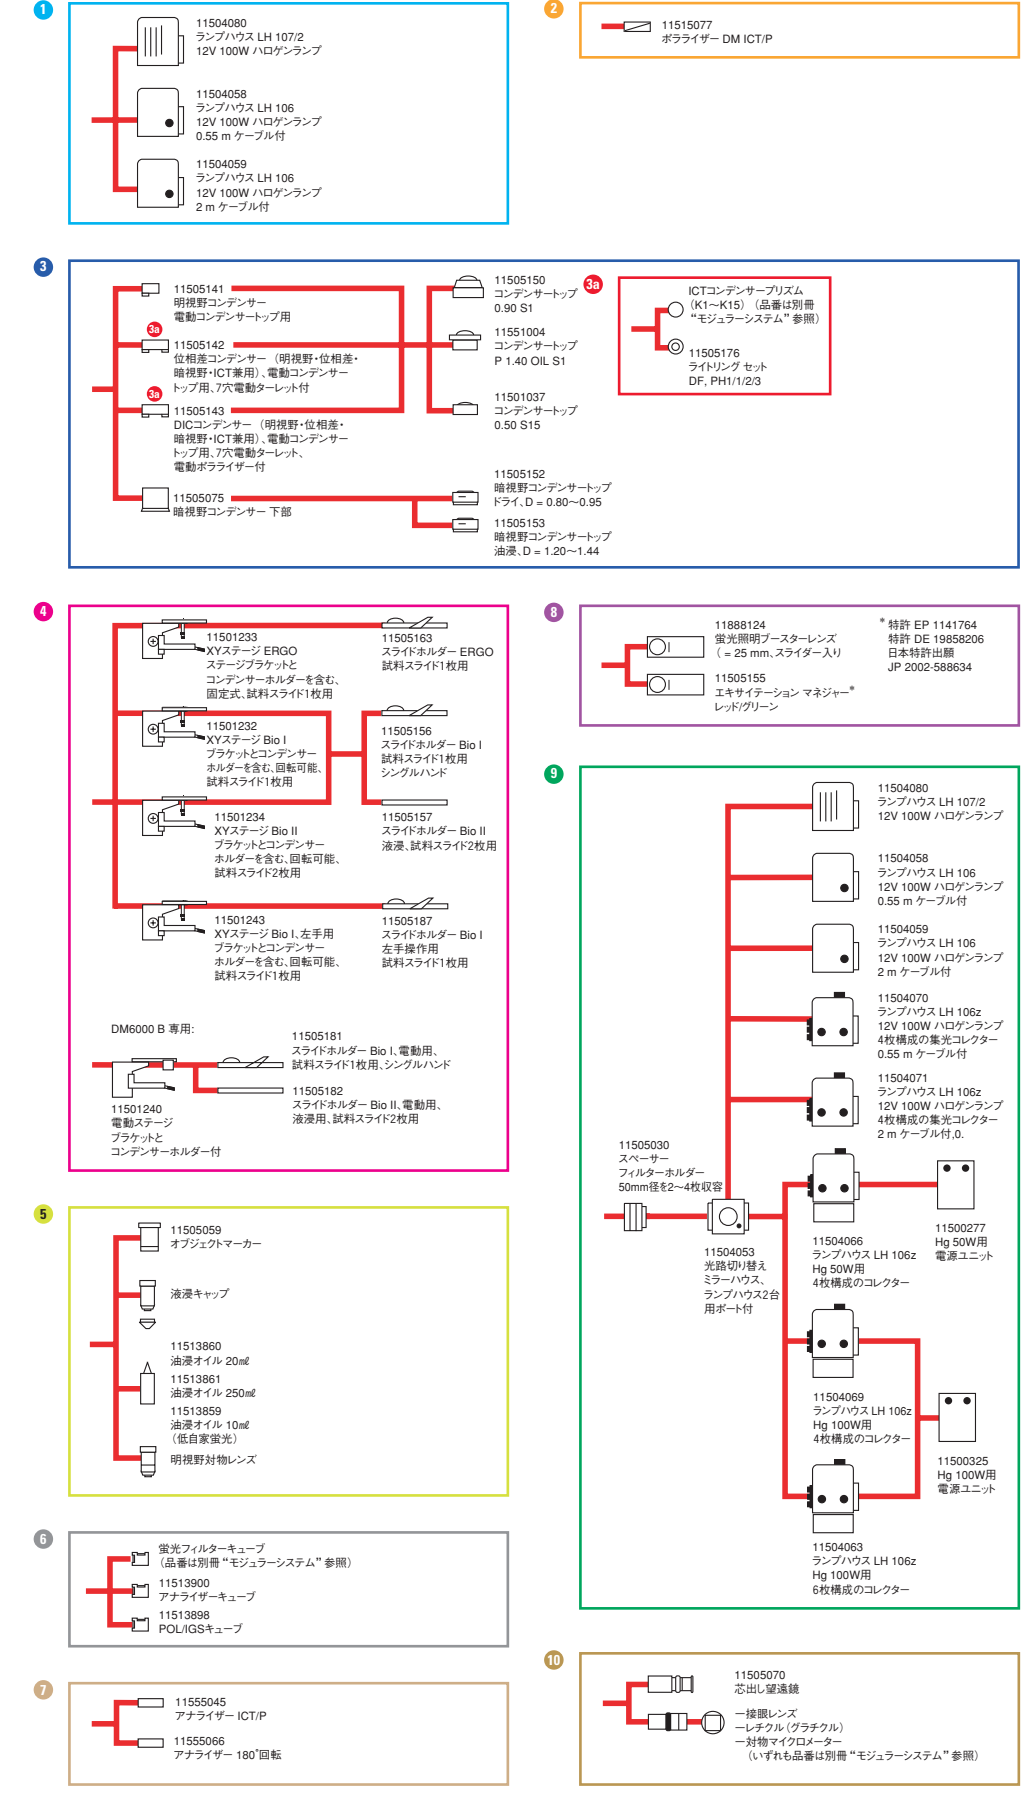 1
11504080
ランプハウス LH 107/2
12V 100W ハロゲンランプ
11504058
ランプハウス LH 106
12V 100W ハロゲンランプ
0.55 m ケーブル付
11504059
ランプハウス LH 106
12V 100W ハロゲンランプ
2 m ケーブル付
2
11515077
ポラライザー DM ICT/P
3
11505141
明視野コンデンサー
電動コンデンサートップ用
3a
11505142
位相差コンデンサー （明視野・位相差・
暗視野・ICT兼用）、電動コンデンサー
トップ用、7穴電動ターレット付
3a
11505143
DICコンデンサー （明視野・位相差・
暗視野・ICT兼用）、電動コンデンサー
トップ用、7穴電動ターレット、
電動ポラライザー付
11505075
暗視野コンデンサー 下部
11505150
コンデンサートップ
0.90 S1
11551004
コンデンサートップ
P 1.40 OIL S1
11501037
コンデンサートップ
0.50 S15
11505152
暗視野コンデンサートップ
ドライ、D = 0.80〜0.95
11505153
暗視野コンデンサートップ
油浸、D = 1.20〜1.44
3a
ICTコンデンサープリズム
（K1〜K15）（品番は別冊
“モジュラーシステム” 参照）
11505176
ライトリング セット
DF, PH1/1/2/3
4
11501233
XYステージ ERGO
ステージブラケットと
コンデンサーホルダーを含む、
固定式、試料スライド1枚用
11505163
スライドホルダー ERGO
試料スライド1枚用
11501232
XYステージ Bio I
ブラケットとコンデンサー
ホルダーを含む、回転可能、
試料スライド1枚用
11505156
スライドホルダー Bio I
試料スライド1枚用
シングルハンド
11501234
XYステージ Bio II
ブラケットとコンデンサー
ホルダーを含む、回転可能、
試料スライド2枚用
11505157
スライドホルダー Bio II
液浸、試料スライド2枚用
11501243
XYステージ Bio I、左手用
ブラケットとコンデンサー
ホルダーを含む、回転可能、
試料スライド1枚用
11505187
スライドホルダー Bio I
左手操作用
試料スライド1枚用
DM6000 B 専用:
11505181
スライドホルダー Bio I、電動用、
試料スライド1枚用、シングルハンド
11505182
スライドホルダー Bio II、電動用、
液浸用、試料スライド2枚用
11501240
電動ステージ
ブラケットと
コンデンサーホルダー付
5
11505059
オブジェクトマーカー
液浸キャップ
11513860
油浸オイル 20㎖
11513861
油浸オイル 250㎖
11513859
油浸オイル 10㎖
（低自家蛍光）
明視野対物レンズ
6
蛍光フィルターキューブ
（品番は別冊 “モジュラーシステム” 参照）
11513900
アナライザーキューブ
11513898
POL/IGSキューブ
7
11555045
アナライザー ICT/P
11555066
アナライザー 180°回転
8
11888124
蛍光照明ブースターレンズ
（ = 25 mm、スライダー入り
11505155
エキサイテーション マネジャー*
レッド/グリーン
* 特許 EP 1141764
特許 DE 19858206
日本特許出願
JP 2002-588634
9
11504080
ランプハウス LH 107/2
12V 100W ハロゲンランプ
11504058
ランプハウス LH 106
12V 100W ハロゲンランプ
0.55 m ケーブル付
11504059
ランプハウス LH 106
12V 100W ハロゲンランプ
2 m ケーブル付
11504070
ランプハウス LH 106z
12V 100W ハロゲンランプ
4枚構成の集光コレクター
0.55 m ケーブル付
11504071
ランプハウス LH 106z
12V 100W ハロゲンランプ
4枚構成の集光コレクター
2 m ケーブル付,0.
11505030
スペーサー
フィルターホルダー
50mm径を2〜4枚収容
11504053
光路切り替え
ミラーハウス、
ランプハウス2台
用ポート付
11504066
ランプハウス LH 106z
Hg 50W用
4枚構成のコレクター
11500277
Hg 50W用
電源ユニット
11504069
ランプハウス LH 106z
Hg 100W用
4枚構成のコレクター
11500325
Hg 100W用
電源ユニット
11504063
ランプハウス LH 106z
Hg 100W用
6枚構成のコレクター
10
11505070
芯出し望遠鏡
ー接眼レンズ
ーレチクル（グラチクル）
ー対物マイクロメーター
（いずれも品番は別冊 “モジュラーシステム” 参照）